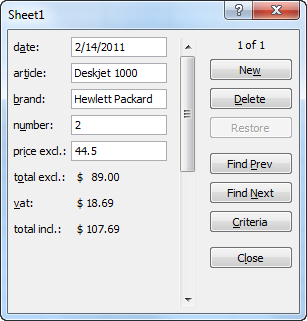 Sheet1
date: 2/14/2011
article: Deskjet 1000
brand: Hewlett Packard
number: 2
price excl.: 44.5
total excl.: $ 89.00
vat: $ 18.69
total incl.: $ 107.69
1 of 1
New
Delete
Restore
Find Prev
Find Next
Criteria
Close